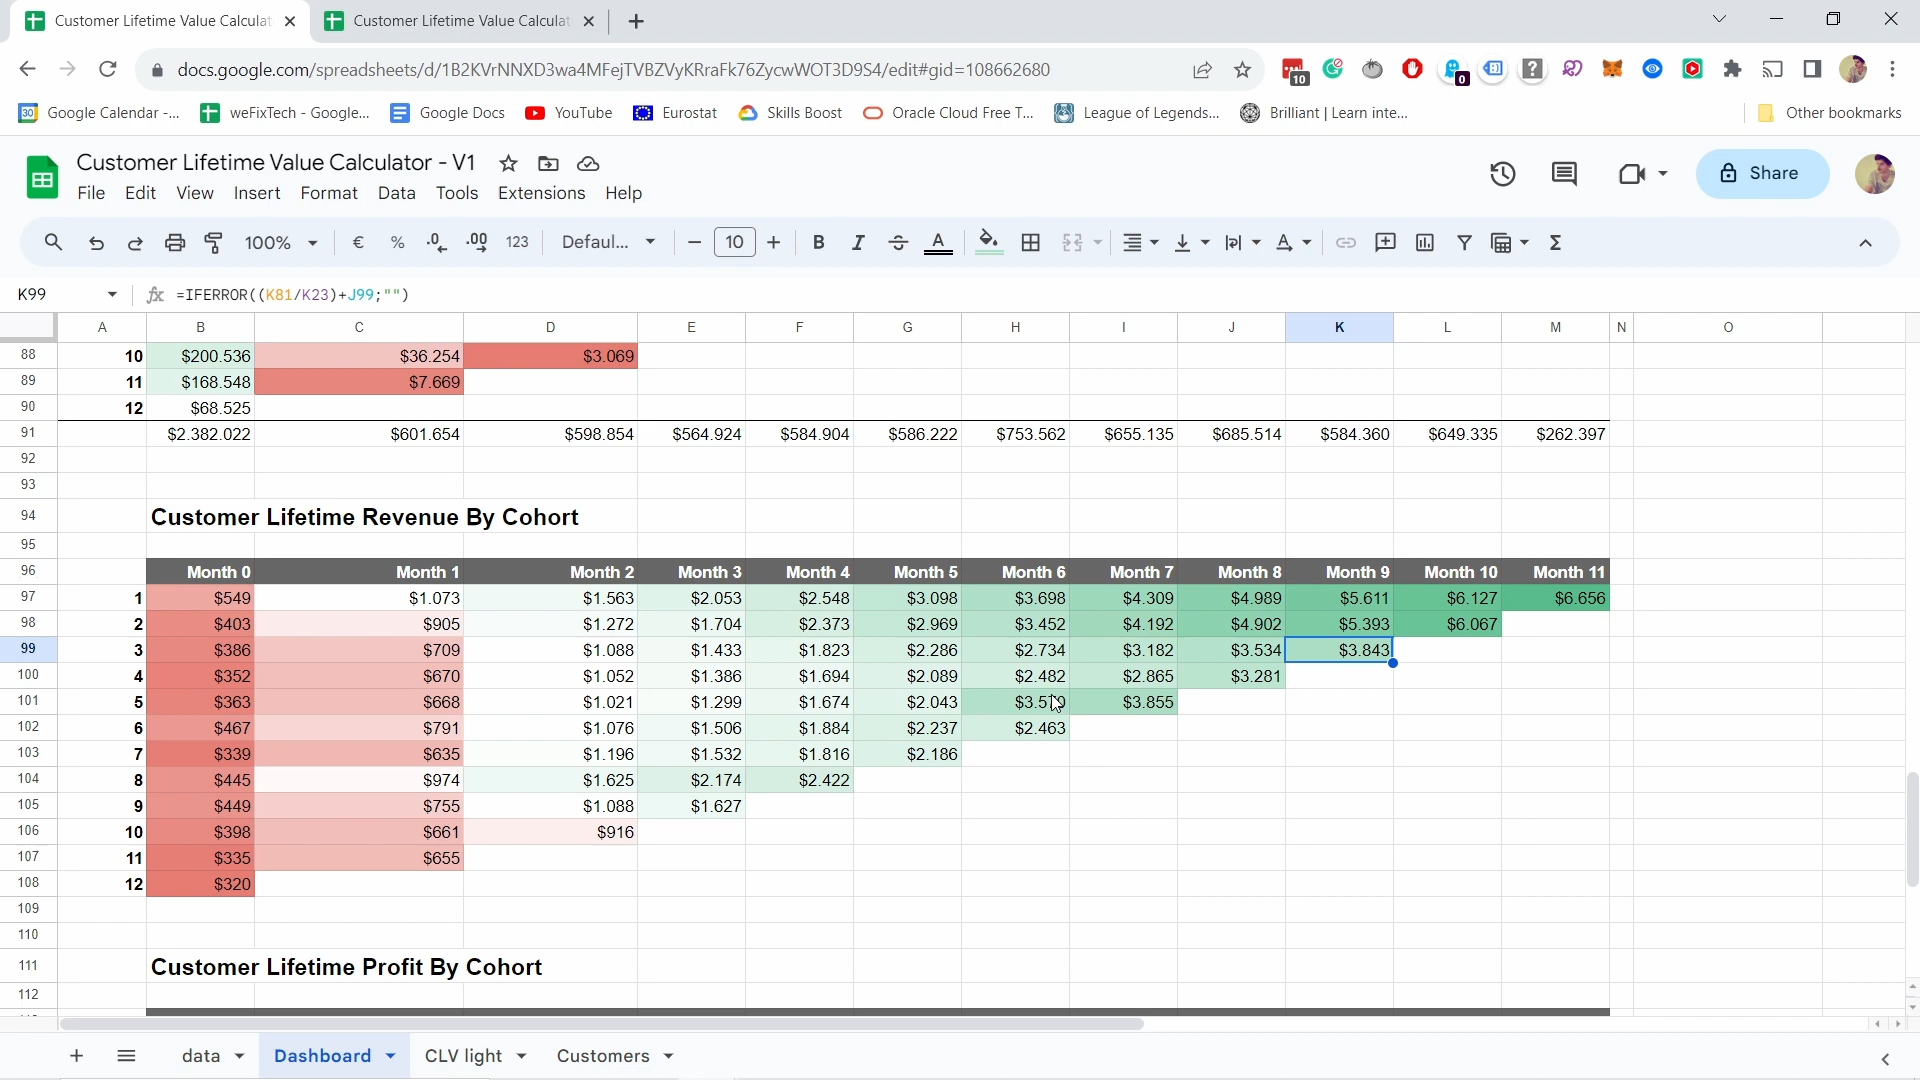 Customer Lifetime Value Calculat
Customer Lifetime Value Calculat
docs.google.com/spreadsheets/d/1B2KVrNNXD3wa4MFejTVBZVyKRraFk76ZycwWOT3D9S4/edit#gid=108662680
10
0
Google Calendar -...
weFixTech - Google...
Google Docs
YouTube
Eurostat
Skills Boost
Oracle Cloud Free T...
League of Legends...
Brilliant | Learn inte...
Other bookmarks
Customer Lifetime Value Calculator - V1
File Edit View Insert Format Data Tools Extensions Help
Share
100% € % .0 .00 123 Defaul... 10 B I A
K99 fx =IFERROR((K81/K23)+J99;"")
A B C D E F G H I J K L M N O
88 10 $200.536 $36.254 $3.069
89 11 $168.548 $7.669
90 12 $68.525
91 $2.382.022 $601.654 $598.854 $564.924 $584.904 $586.222 $753.562 $655.135 $685.514 $584.360 $649.335 $262.397
92
93
94 Customer Lifetime Revenue By Cohort
95
96 Month 0 Month 1 Month 2 Month 3 Month 4 Month 5 Month 6 Month 7 Month 8 Month 9 Month 10 Month 11
97 1 $549 $1.073 $1.563 $2.053 $2.548 $3.098 $3.698 $4.309 $4.989 $5.611 $6.127 $6.656
98 2 $403 $905 $1.272 $1.704 $2.373 $2.969 $3.452 $4.192 $4.902 $5.393 $6.067
99 3 $386 $709 $1.088 $1.433 $1.823 $2.286 $2.734 $3.182 $3.534 $3.843
100 4 $352 $670 $1.052 $1.386 $1.694 $2.089 $2.482 $2.865 $3.281
101 5 $363 $668 $1.021 $1.299 $1.674 $2.043 $3.855
102 6 $467 $791 $1.076 $1.506 $1.884 $2.237 $2.463
103 7 $339 $635 $1.196 $1.532 $1.816 $2.186
104 8 $445 $974 $1.625 $2.174 $2.422
105 9 $449 $755 $1.088 $1.627
106 10 $398 $661 $916
107 11 $335 $655
108 12 $320
109
110
111 Customer Lifetime Profit By Cohort
112
data Dashboard CLV light Customers